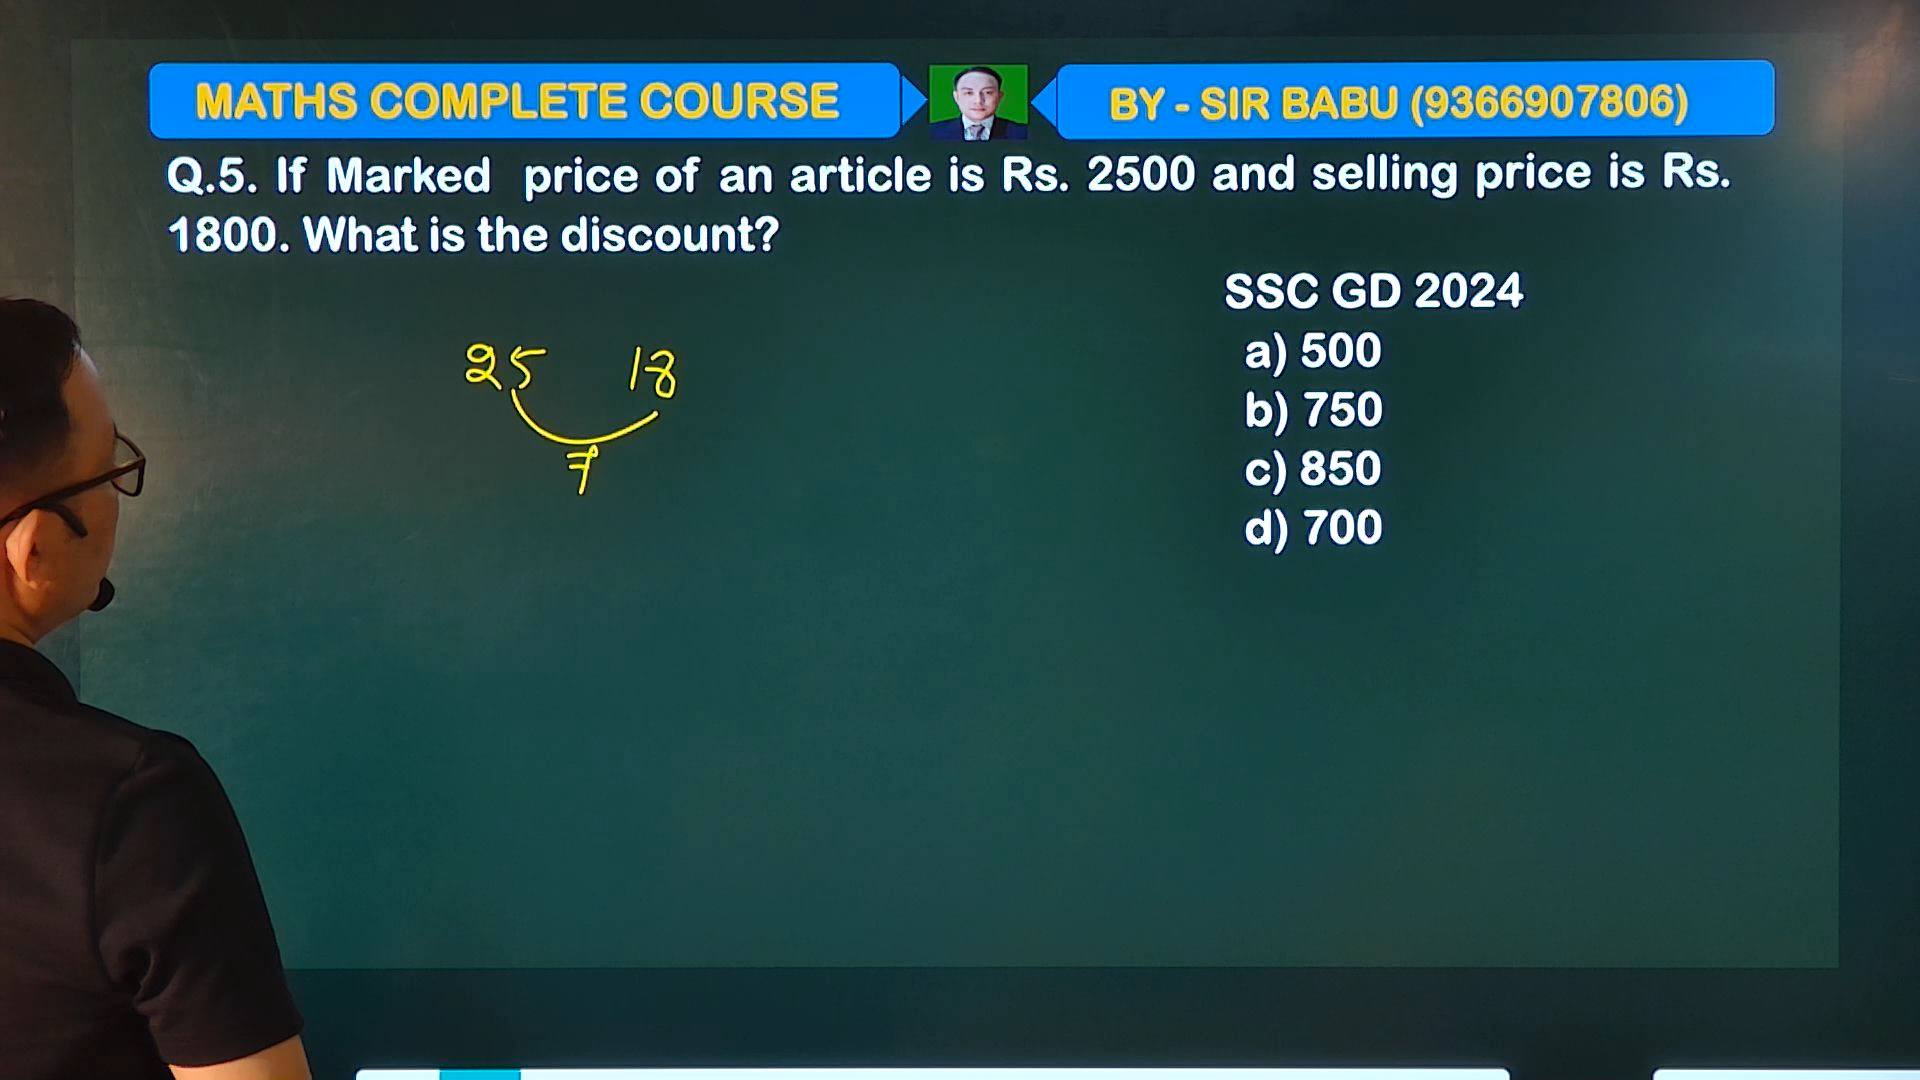 MATHS COMPLETE COURSE
BY - SIR BABU (9366907806)
Q.5. If Marked price of an article is Rs. 2500 and selling price is Rs.
1800. What is the discount?
SSC GD 2024
a) 500
b) 750
c) 850
d) 700
25 18
7